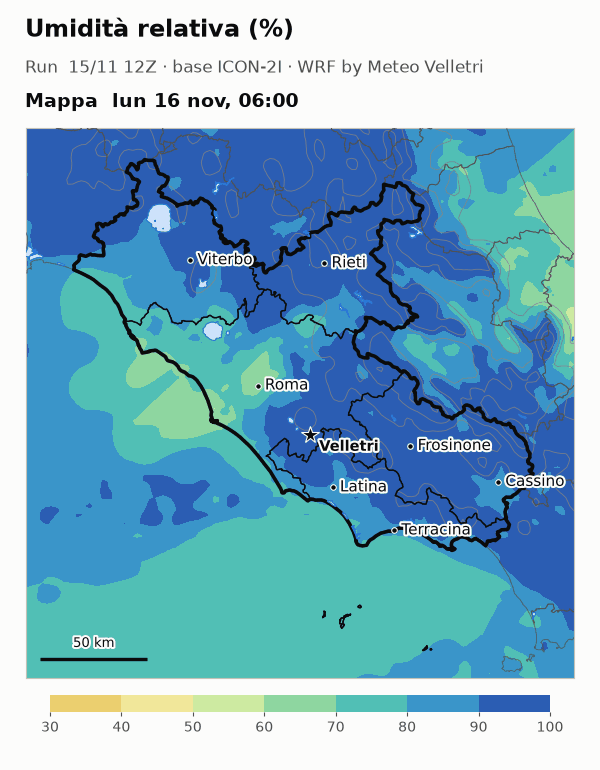 Umidità relativa (%)
Run  15/11 12Z · base ICON-2I · WRF by Meteo Velletri
Mappa  lun 16 nov, 06:00
Viterbo
Rieti
Roma
Velletri
Frosinone
Cassino
Latina
Terracina
50 km
30 40 50 60 70 80 90 100